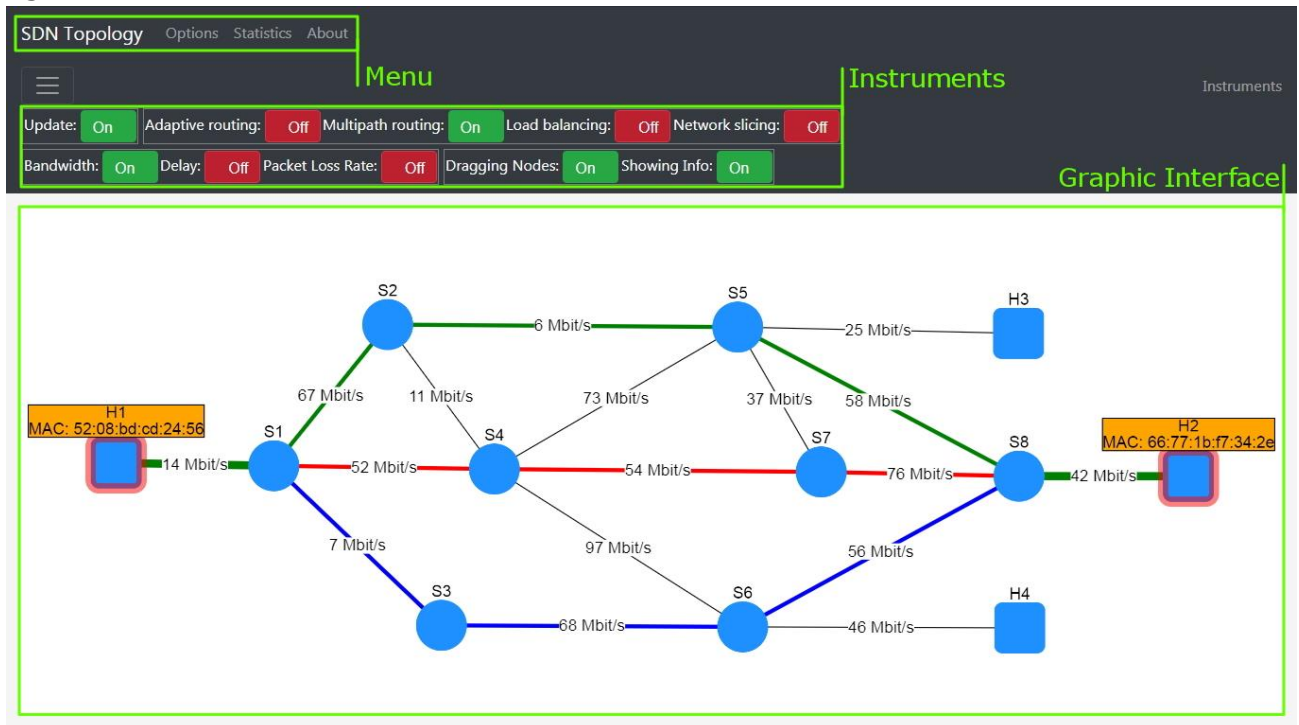 SDN Topology Options Statistics About
Menu
Instruments
Instruments
Update: On Adaptive routing: Off Multipath routing: On Load balancing: Off Network slicing: Off
Bandwidth: On Delay: Off Packet Loss Rate: Off Dragging Nodes: On Showing Info: On
Graphic Interface
S2
S5
H3
6 Mbit/s
25 Mbit/s
67 Mbit/s
11 Mbit/s
73 Mbit/s
37 Mbit/s
58 Mbit/s
H1
MAC: 52:08:bd:cd:24:56
S1
S4
S7
S8
H2
MAC: 66:77:1b:f7:34:2e
14 Mbit/s
52 Mbit/s
54 Mbit/s
76 Mbit/s
42 Mbit/s
7 Mbit/s
97 Mbit/s
56 Mbit/s
S3
S6
H4
68 Mbit/s
46 Mbit/s